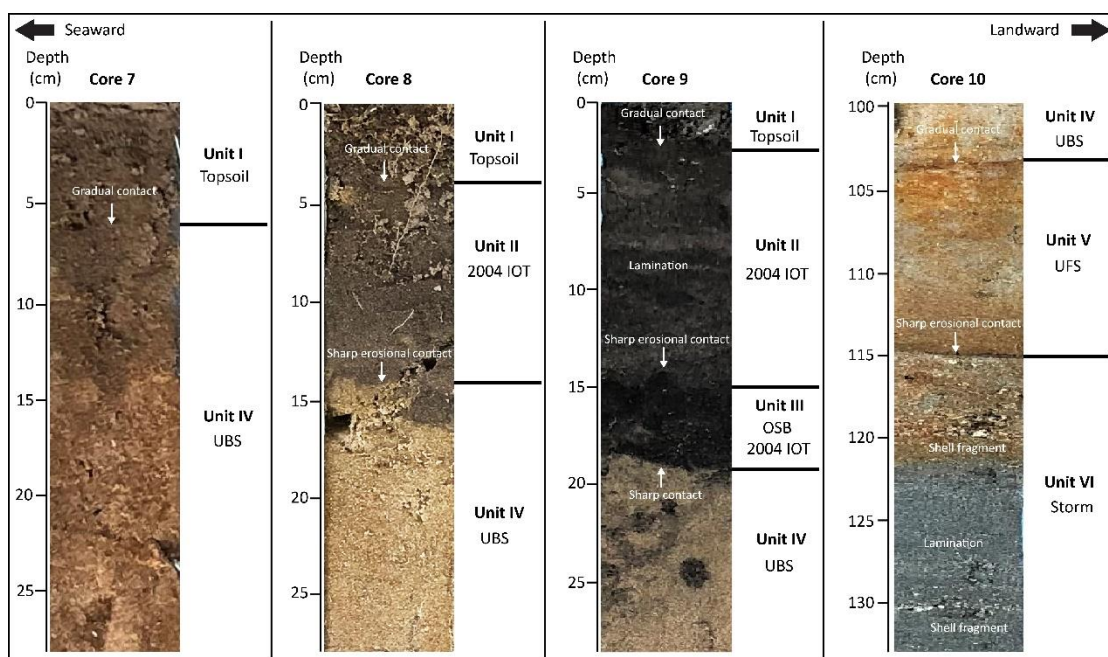 Seaward
Landward
Depth
(cm)
Core 7
0
5
10
15
20
25
Gradual contact
Unit I
Topsoil
Unit IV
UBS
Depth
(cm)
Core 8
0
5
10
15
20
25
Gradual contact
Sharp erosional contact
Unit I
Topsoil
Unit II
2004 IOT
Unit IV
UBS
Depth
(cm)
Core 9
0
5
10
15
20
25
Gradual contact
Lamination
Sharp erosional contact
Sharp contact
Unit I
Topsoil
Unit II
2004 IOT
Unit III
OSB
2004 IOT
Unit IV
UBS
Depth
(cm)
Core 10
100
105
110
115
120
125
130
Gradual contact
Sharp erosional contact
Shell fragment
Lamination
Shell fragment
Unit IV
UBS
Unit V
UFS
Unit VI
Storm